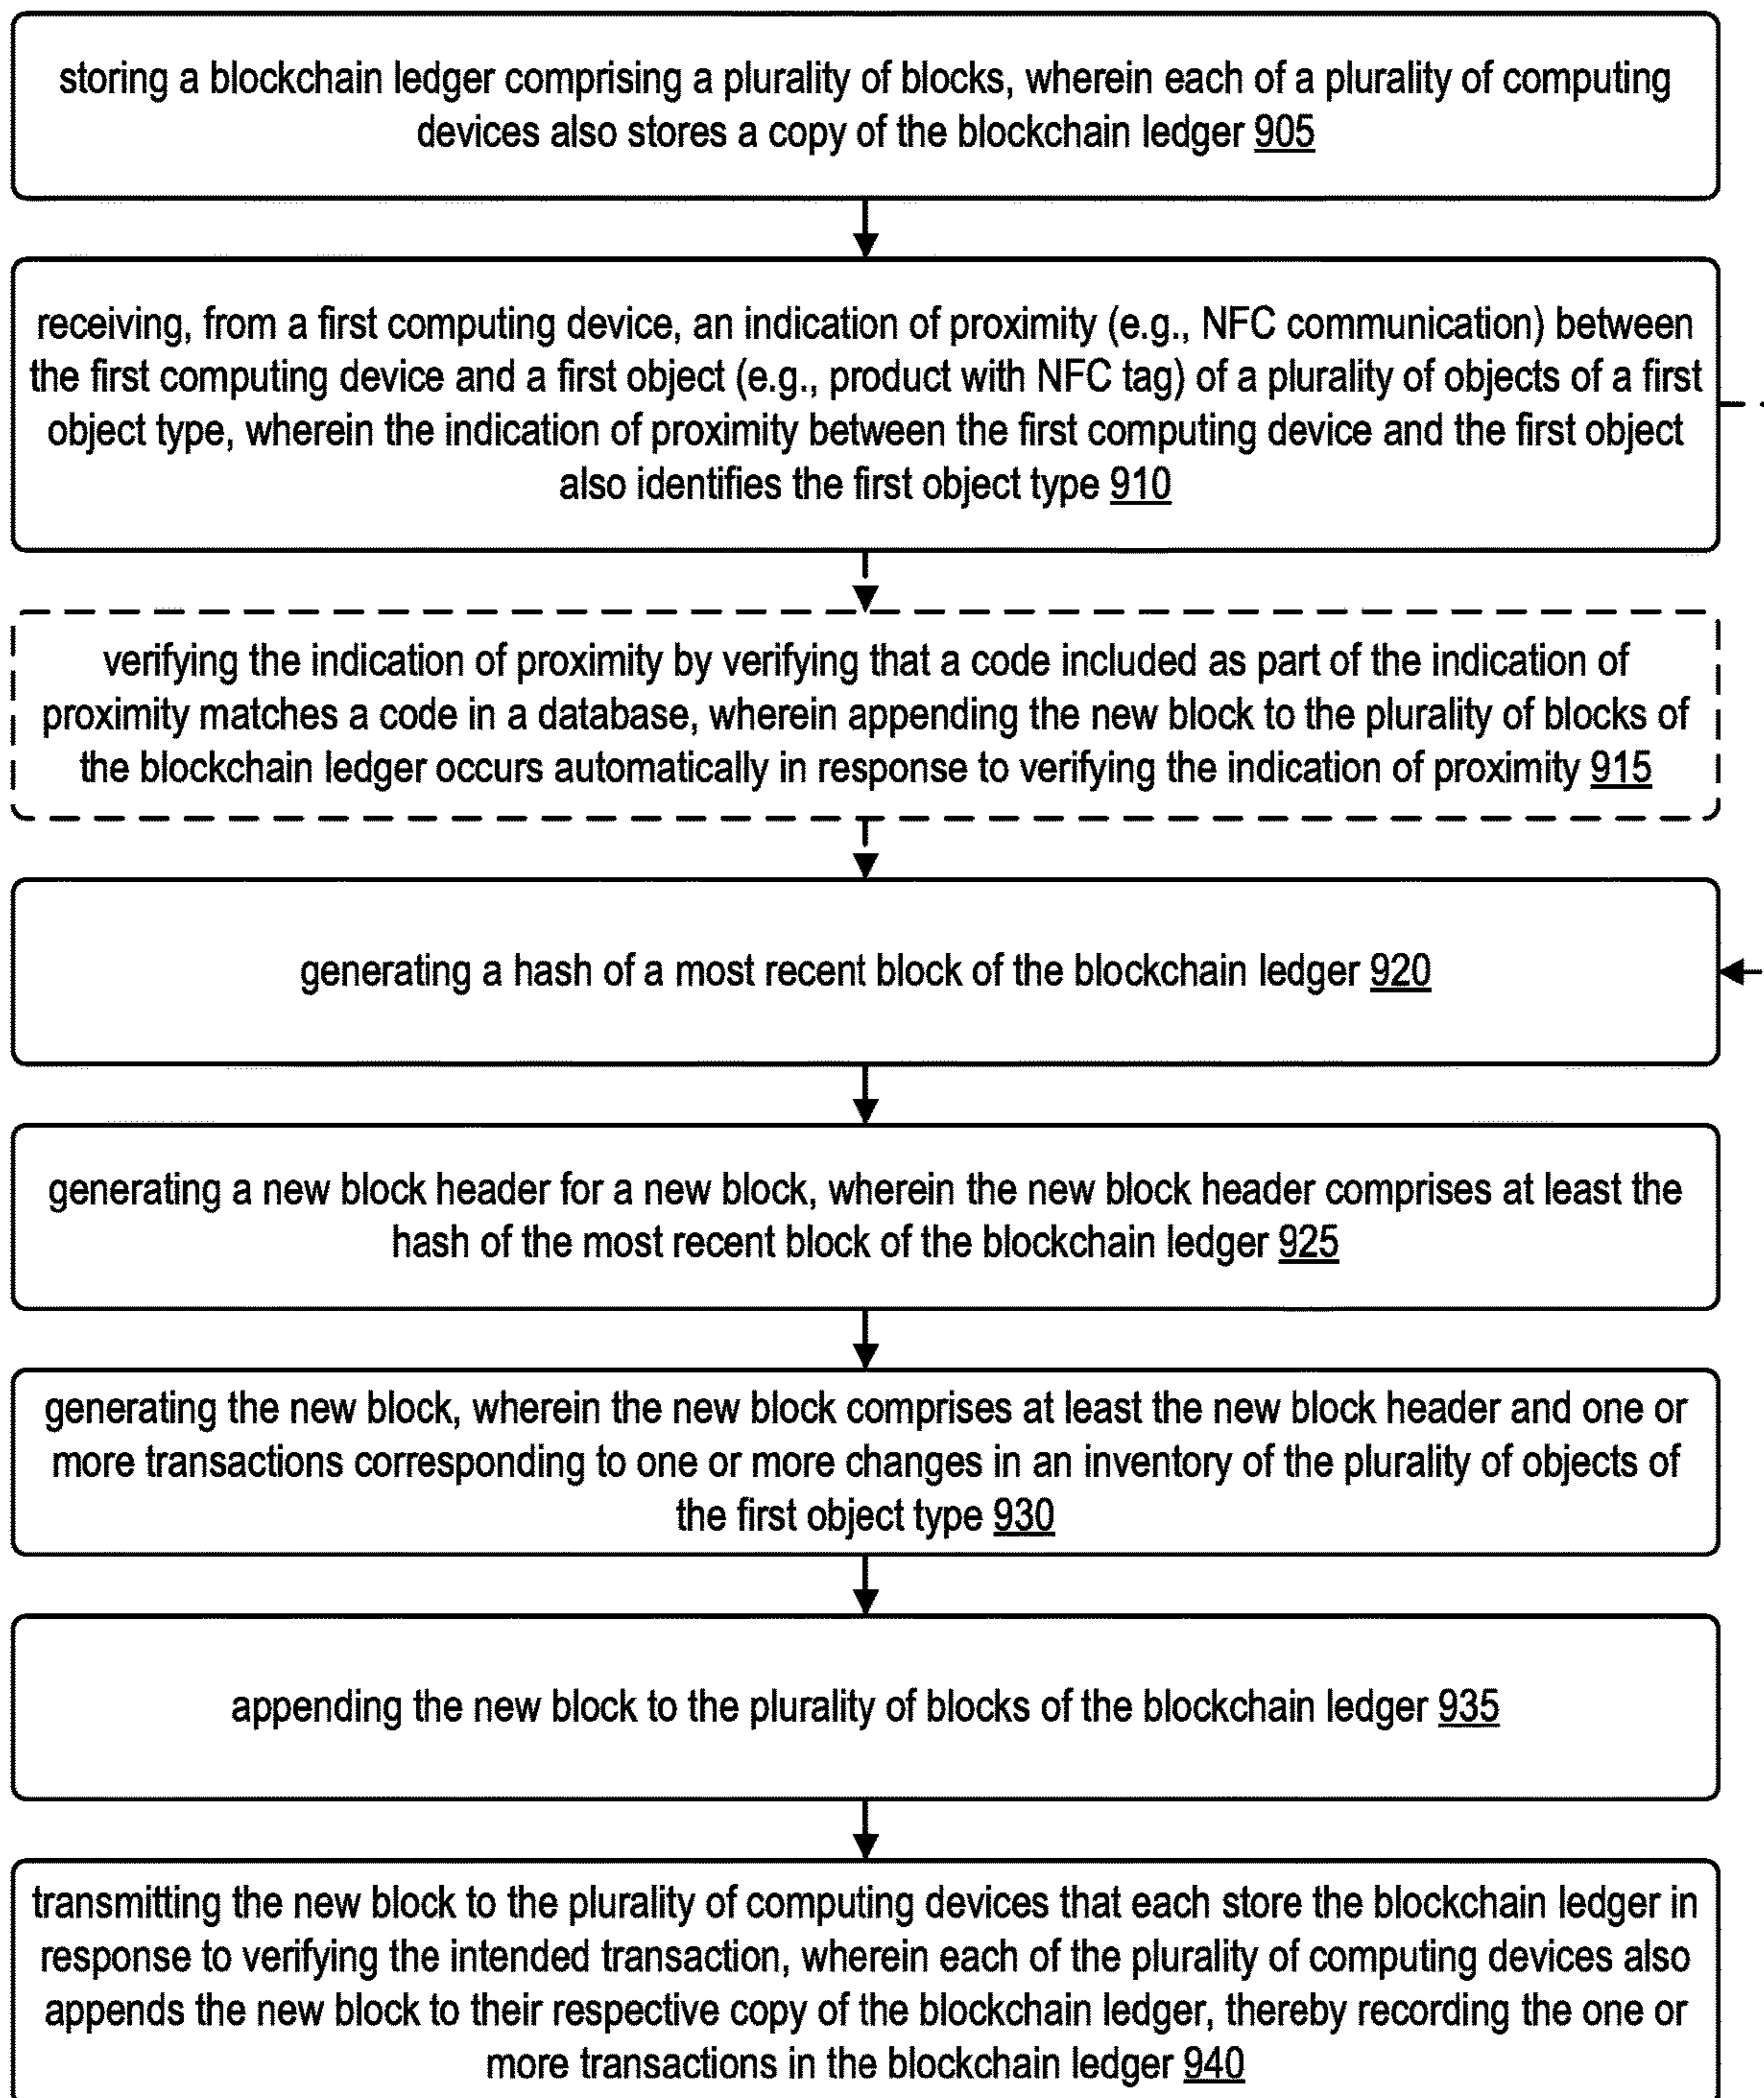 storing a blockchain ledger comprising a plurality of blocks, wherein each of a plurality of computing
devices also stores a copy of the blockchain ledger 905
receiving, from a first computing device, an indication of proximity (e.g., NFC communication) between
the first computing device and a first object (e.g., product with NFC tag) of a plurality of objects of a first
object type, wherein the indication of proximity between the first computing device and the first object
also identifies the first object type 910
verifying the indication of proximity by verifying that a code included as part of the indication of
proximity matches a code in a database, wherein appending the new block to the plurality of blocks of
the blockchain ledger occurs automatically in response to verifying the indication of proximity 915
generating a hash of a most recent block of the blockchain ledger 920
generating a new block header for a new block, wherein the new block header comprises at least the
hash of the most recent block of the blockchain ledger 925
generating the new block, wherein the new block comprises at least the new block header and one or
more transactions corresponding to one or more changes in an inventory of the plurality of objects of
the first object type 930
appending the new block to the plurality of blocks of the blockchain ledger 935
transmitting the new block to the plurality of computing devices that each store the blockchain ledger in
response to verifying the intended transaction, wherein each of the plurality of computing devices also
appends the new block to their respective copy of the blockchain ledger, thereby recording the one or
more transactions in the blockchain ledger 940